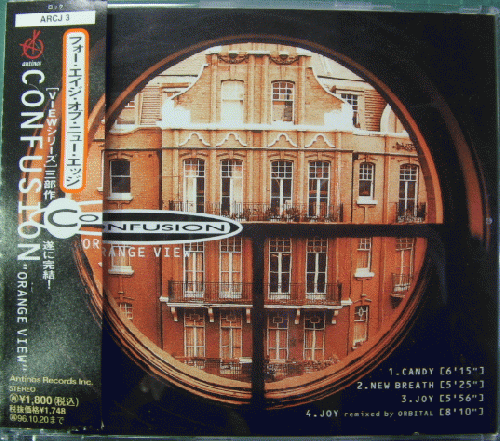 ロック
ARCJ 3
antinos
CONFUSION
"ORANGE VIEW"
[VIEWシリーズ]三部作 遂に完結!
フォー・エイジ・オブ・ニュー・エッジ
CONFUSION
ORANGE VIEW
Antinos Records Inc.
STEREO
¥1,800(税込)
税抜価格¥1,748
96.10.20まで
1.CANDY [6'15"]
2.NEW BREATH [5'25"]
3.JOY [5'56"]
4.JOY remixed by ORBITAL [8'10"]